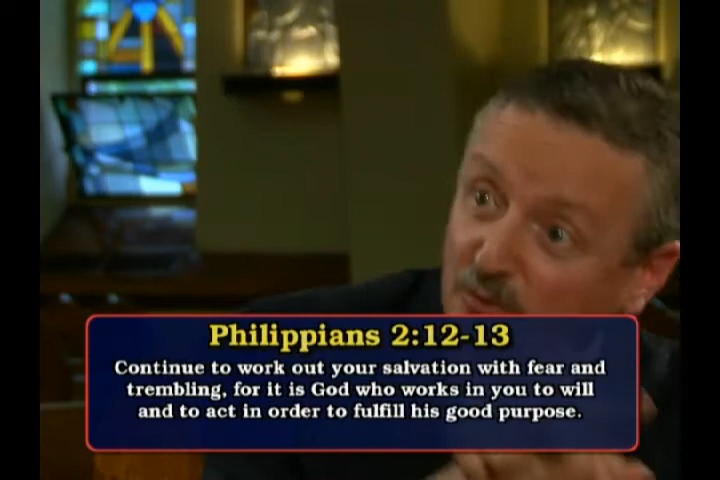 Philippians 2:12-13
Continue to work out your salvation with fear and
trembling, for it is God who works in you to will
and to act in order to fulfill his good purpose.